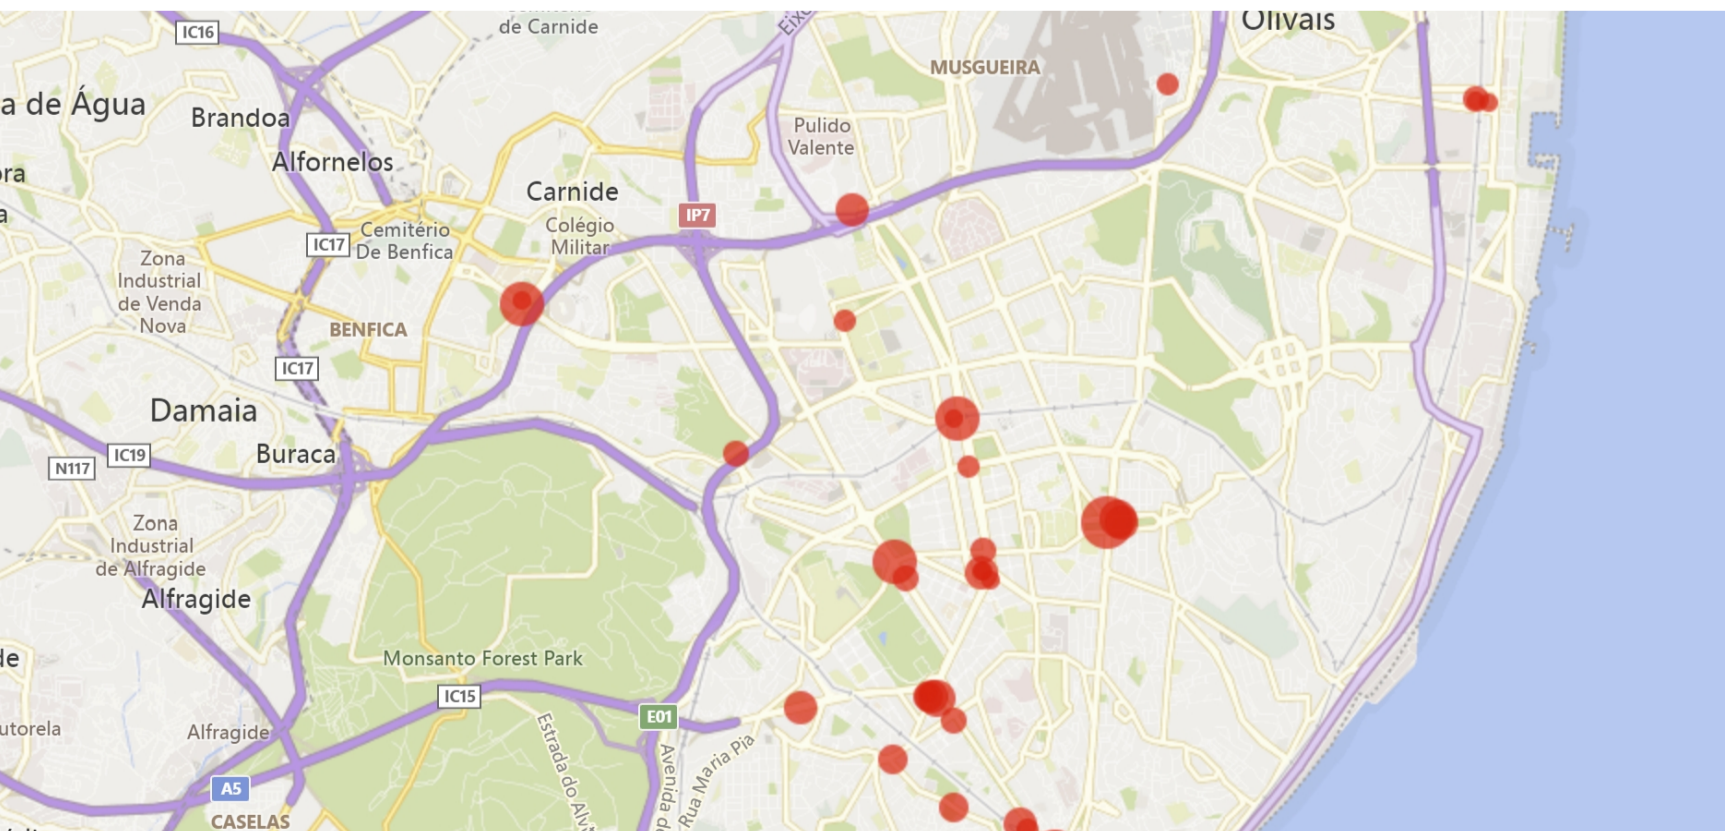 Olivais
de Carnide
IC16
Eixo
MUSGUEIRA
a de Água
Brandoa
Pulido
Valente
Alfornelos
Carnide
IP7
Colégio
Militar
Cemitério
De Benfica
IC17
Zona
Industrial
de Venda
Nova
BENFICA
IC17
Damaia
Buraca
IC19
N117
Zona
Industrial
de Alfragide
Alfragide
Monsanto Forest Park
IC15
E01
utorela
Alfragide
Estrada do Alv
Avenida d
Rua Maria Pia
A5
CASELAS